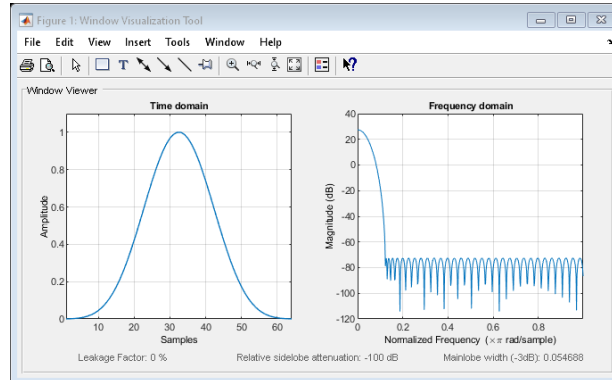 Figure 1: Window Visualization Tool
File Edit View Insert Tools Window Help
Window Viewer
Time domain
1
0.8
0.6
0.4
0.2
0
Amplitude
10 20 30 40 50 60
Samples
Frequency domain
40
20
0
-20
-40
-60
-80
-100
-120
Magnitude (dB)
0 0.2 0.4 0.6 0.8
Normalized Frequency (×π rad/sample)
Leakage Factor: 0 % Relative sidelobe attenuation: -100 dB Mainlobe width (-3dB): 0.054688